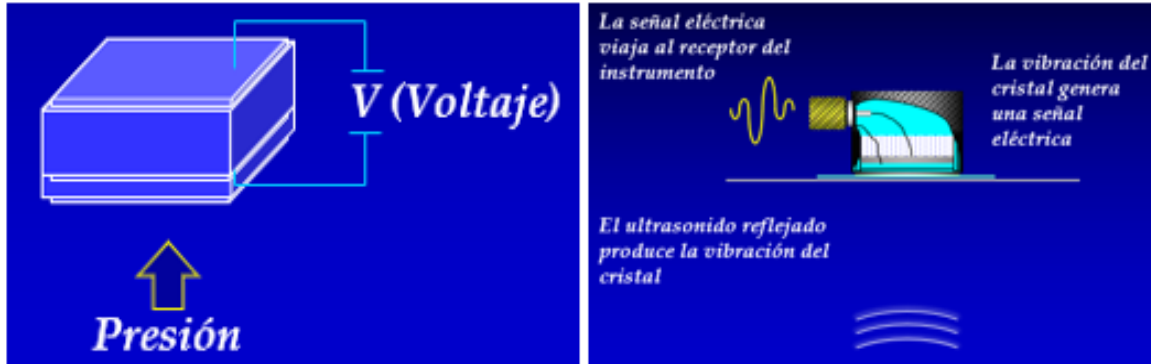 V (Voltaje)
Presión
La señal eléctrica
viaja al receptor del
instrumento
La vibración del
cristal genera
una señal
eléctrica
El ultrasonido reflejado
produce la vibración del
cristal